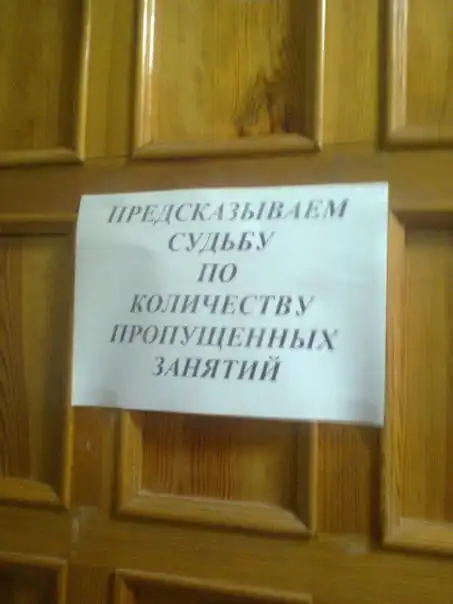 ПРЕДСКАЗЫВАЕМ
СУДЬБУ
ПО
КОЛИЧЕСТВУ
ПРОПУЩЕННЫХ
ЗАНЯТИЙ